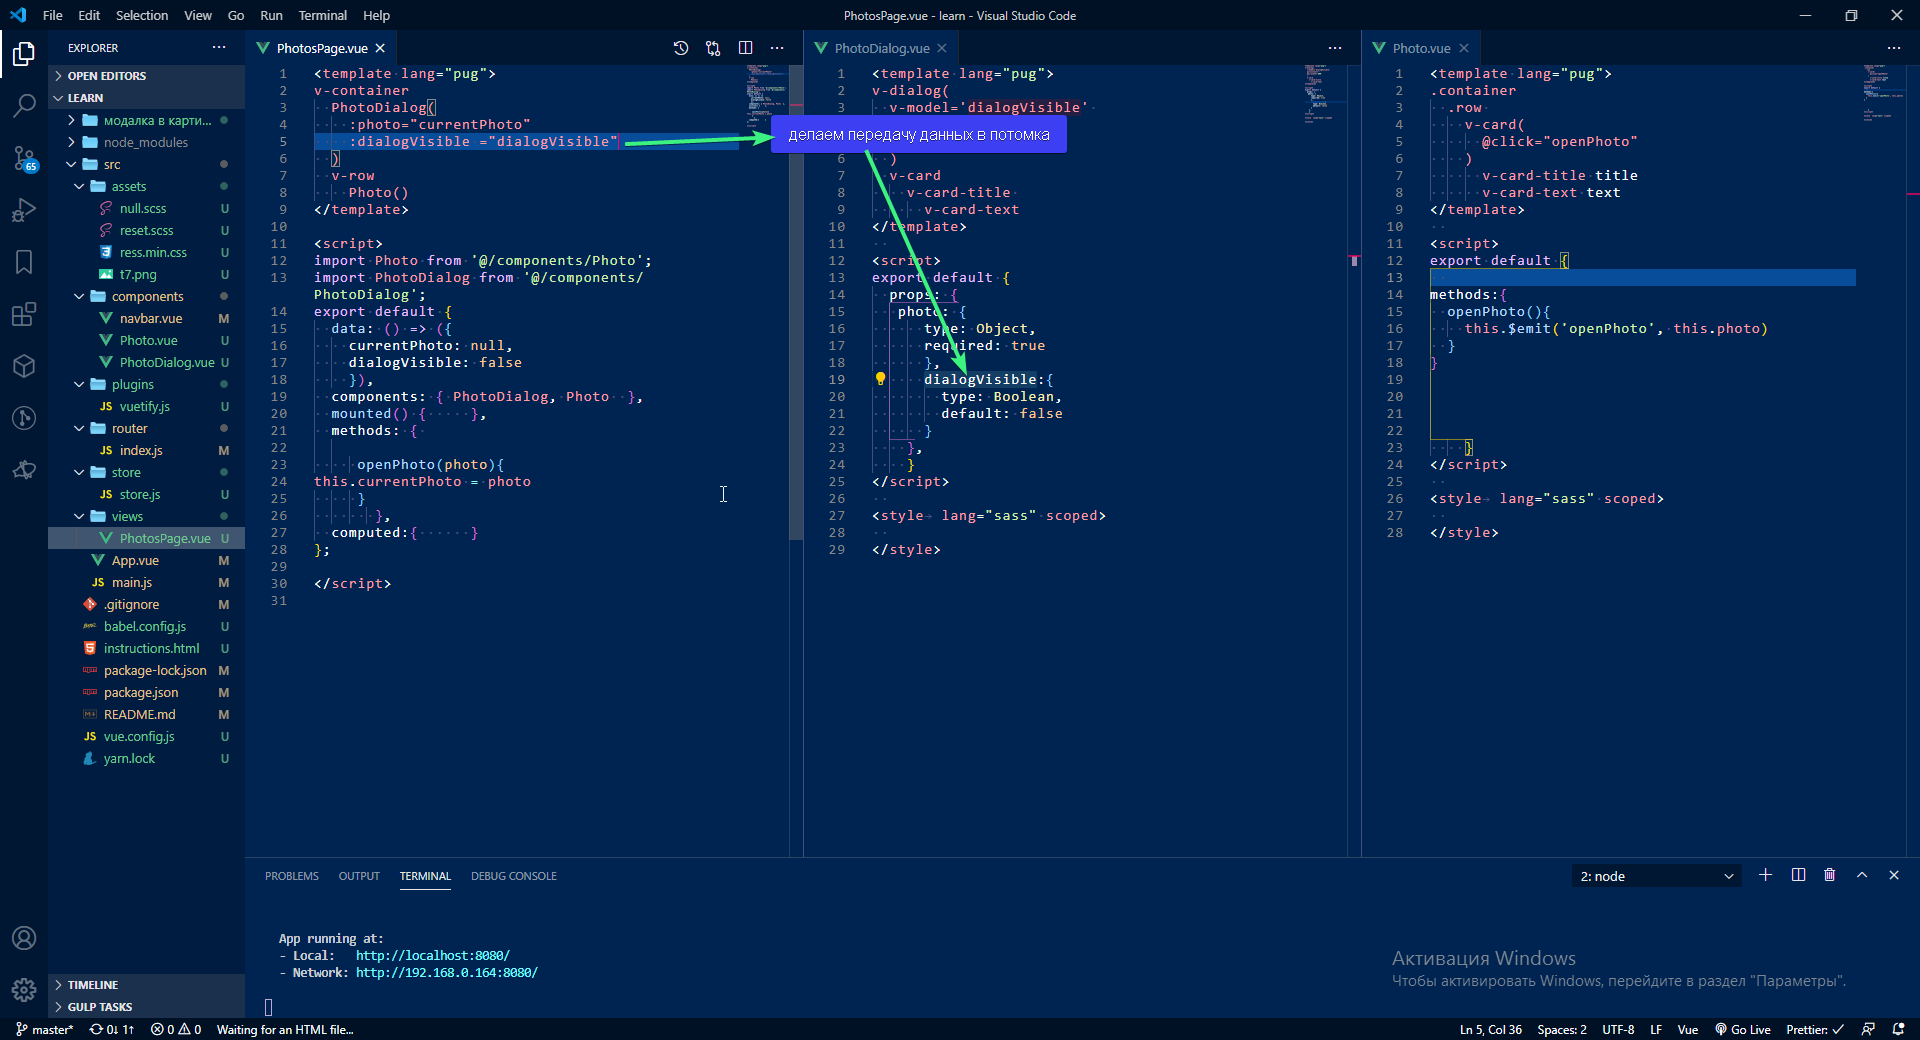 File Edit Selection View Go Run Terminal Help
PhotosPage.vue - learn - Visual Studio Code
EXPLORER
OPEN EDITORS
LEARN
модалка в карти...
node_modules
src
assets
null.scss U
reset.scss U
ress.min.css U
t7.png U
components
navbar.vue M
Photo.vue U
PhotoDialog.vue U
plugins
JS vuetify.js U
router
JS index.js M
store
JS store.js U
views
PhotosPage.vue U
App.vue M
JS main.js M
.gitignore M
babel.config.js U
instructions.html U
package-lock.json M
package.json M
README.md M
JS vue.config.js U
yarn.lock U
TIMELINE
GULP TASKS
65
PhotosPage.vue
1 <template lang="pug">
2 v-container
3 PhotoDialog(
4 :photo="currentPhoto"
5 :dialogVisible ="dialogVisible"
6 )
7 v-row
8 Photo()
9 </template>
10
11 <script>
12 import Photo from '@/components/Photo';
13 import PhotoDialog from '@/components/
PhotoDialog';
14 export default {
15 data: () => ({
16 currentPhoto: null,
17 dialogVisible: false
18 }),
19 components: { PhotoDialog, Photo },
20 mounted() { },
21 methods: {
22
23 openPhoto(photo){
24 this.currentPhoto = photo
25 }
26 },
27 computed:{ }
28 };
29
30 </script>
31
делаем передачу данных в потомка
PhotoDialog.vue
1 <template lang="pug">
2 v-dialog(
3 v-model='dialogVisible'
6 )
7 v-card
8 v-card-title
9 v-card-text
10 </template>
11
12 <script>
13 export default {
14 props: {
15 photo: {
16 type: Object,
17 required: true
18 },
19 dialogVisible:{
20 type: Boolean,
21 default: false
22 }
23 },
24 }
25 </script>
26
27 <style lang="sass" scoped>
28
29 </style>
Photo.vue
1 <template lang="pug">
2 .container
3 .row
4 v-card(
5 @click="openPhoto"
6 )
7 v-card-title title
8 v-card-text text
9 </template>
10
11 <script>
12 export default {
13
14 methods:{
15 openPhoto(){
16 this.$emit('openPhoto', this.photo)
17 }
18 }
19
20
21
22
23 }
24 </script>
25
26 <style lang="sass" scoped>
27
28 </style>
PROBLEMS OUTPUT TERMINAL DEBUG CONSOLE
2: node
App running at:
- Local: http://localhost:8080/
- Network: http://192.168.0.164:8080/
Активация Windows
Чтобы активировать Windows, перейдите в раздел "Параметры".
master* 0↓ 1↑ 0 0 Waiting for an HTML file...
Ln 5, Col 36 Spaces: 2 UTF-8 LF Vue Go Live Prettier: ✓